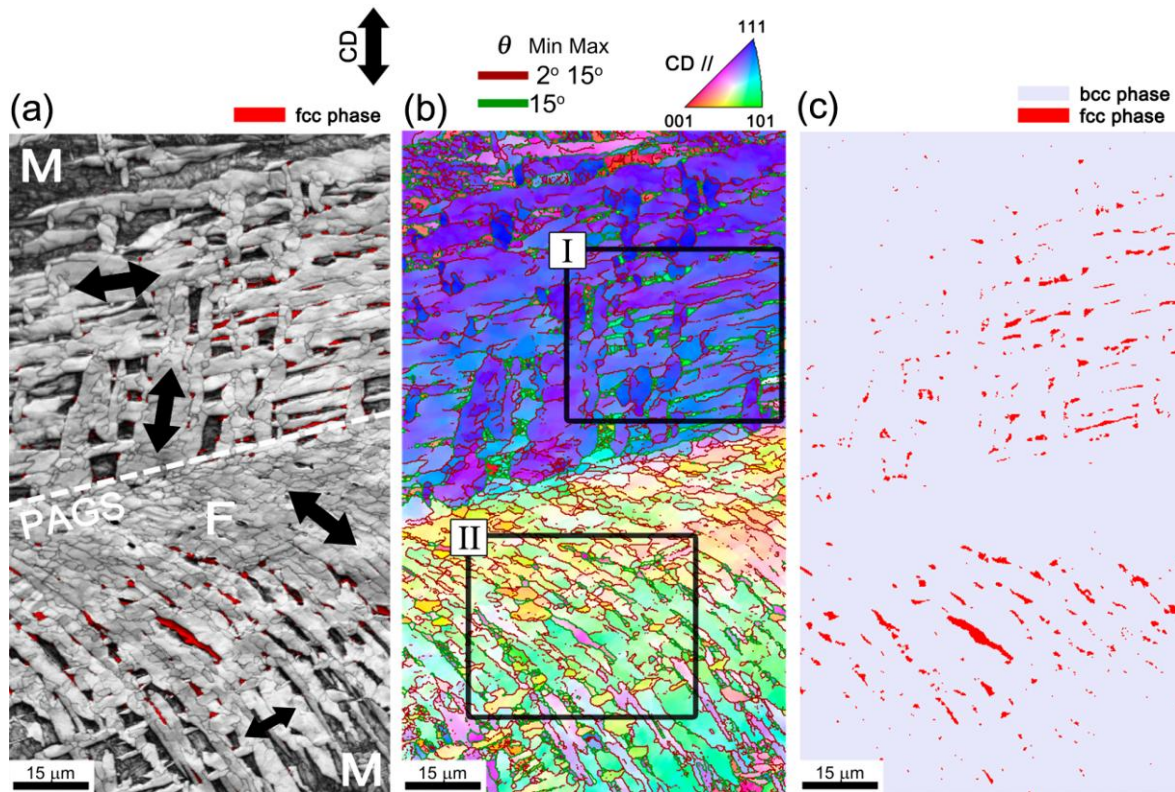 CD
(a)
fcc phase
M
PAGS
F
M
15 μm
θ Min Max
2° 15°
15°
CD //
111
001 101
(b)
I
II
15 μm
bcc phase
fcc phase
(c)
15 μm